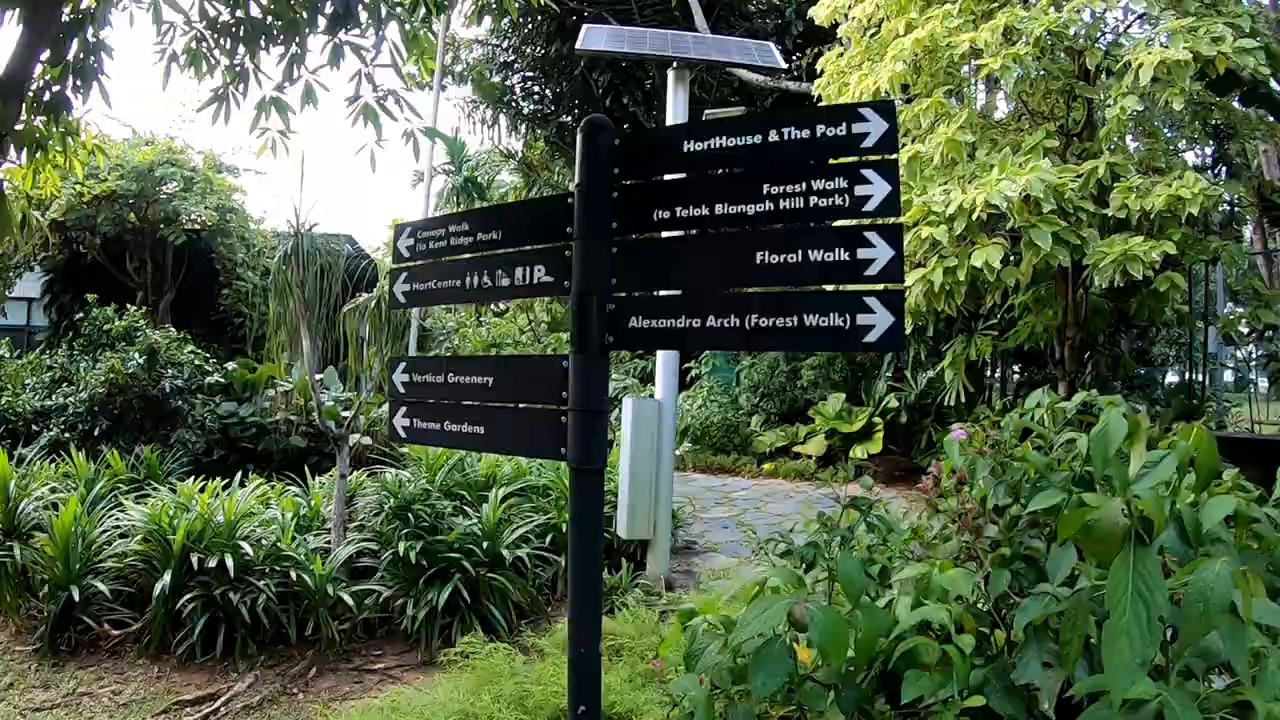 HortHouse & The Pod
Forest Walk
(to Telok Blangah Hill Park)
Floral Walk
Alexandra Arch (Forest Walk)
Canopy Walk
(to Kent Ridge Park)
HortCentre
Vertical Greenery
Theme Gardens